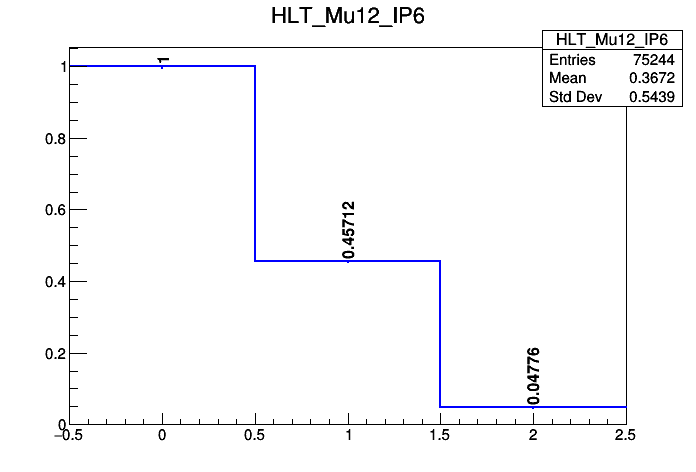 HLT_Mu12_IP6
HLT_Mu12_IP6
Entries 75244
Mean 0.3672
Std Dev 0.5439
1
0.8
0.6
0.4
0.2
0
1
0.45712
0.04776
−0.5 0 0.5 1 1.5 2 2.5